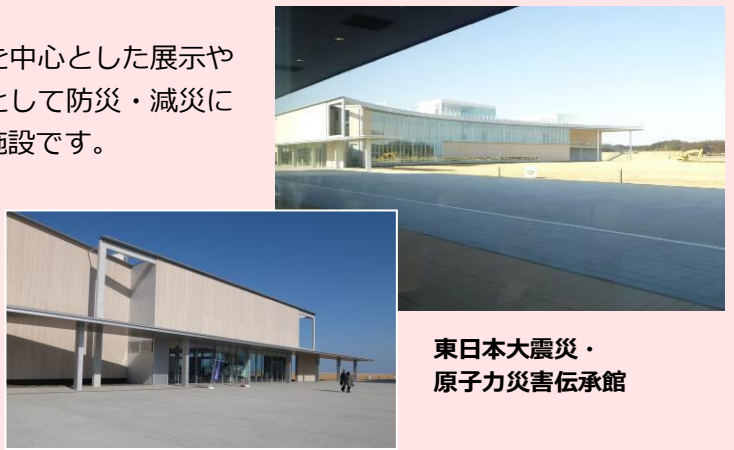 を中心とした展示や
として防災・減災に
施設です。
東日本大震災・
原子力災害伝承館